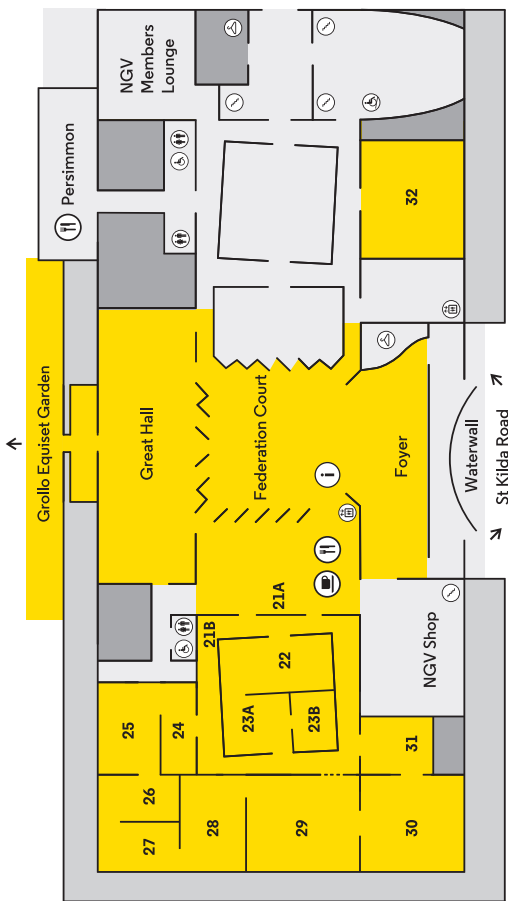 Grollo Equiset Garden
Persimmon
NGV
Members
Lounge
25
26
27
Great Hall
24
21B
28
23A
Federation Court
21A
22
29
23B
i
Foyer
30
31
32
NGV Shop
Waterwall
St Kilda Road